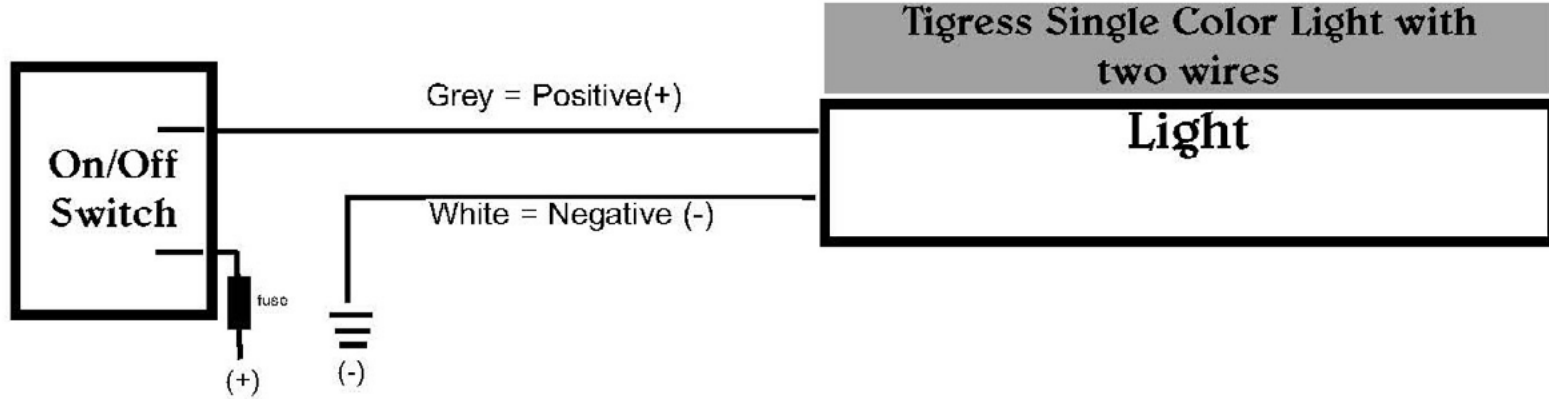 Tigress Single Color Light with
two wires
Grey = Positive(+)
Light
On/Off
Switch
White = Negative (-)
fuse
(+)
(-)